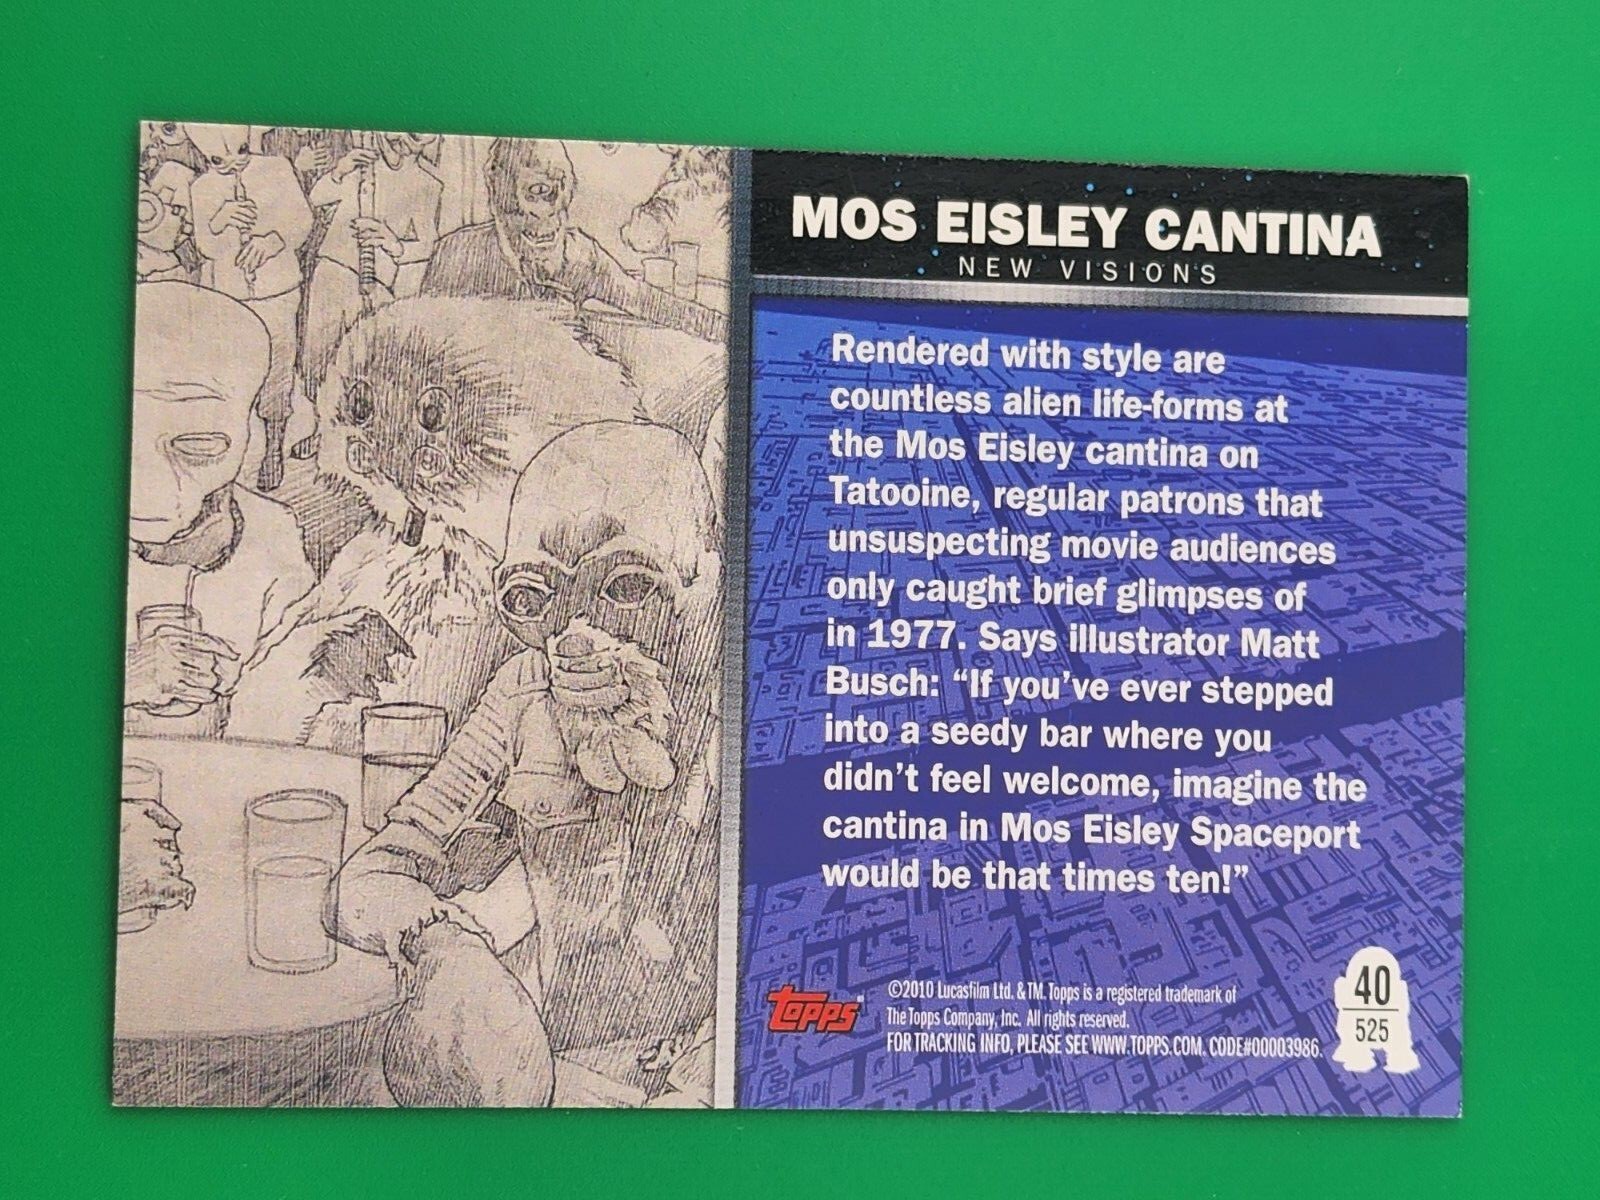 MOS EISLEY CANTINA
NEW VISIONS
Rendered with style are
countless alien life-forms at
the Mos Eisley cantina on
Tatooine, regular patrons that
unsuspecting movie audiences
only caught brief glimpses of
in 1977. Says illustrator Matt
Busch: “If you’ve ever stepped
into a seedy bar where you
didn’t feel welcome, imagine the
cantina in Mos Eisley Spaceport
would be that times ten!”
topps®
©2010 Lucasfilm Ltd. & TM. Topps is a registered trademark of
The Topps Company, Inc. All rights reserved.
FOR TRACKING INFO, PLEASE SEE WWW.TOPPS.COM. CODE#00003986.
40
525